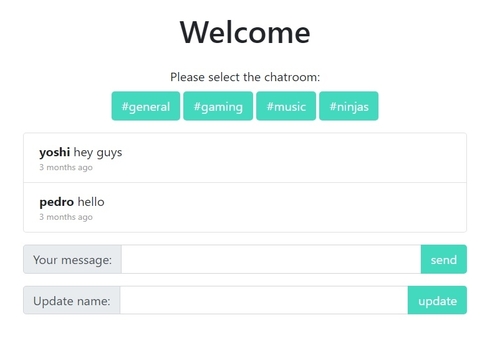 Welcome
Please select the chatroom:
#general #gaming #music #ninjas
yoshi hey guys
3 months ago
pedro hello
3 months ago
Your message: send
Update name: update